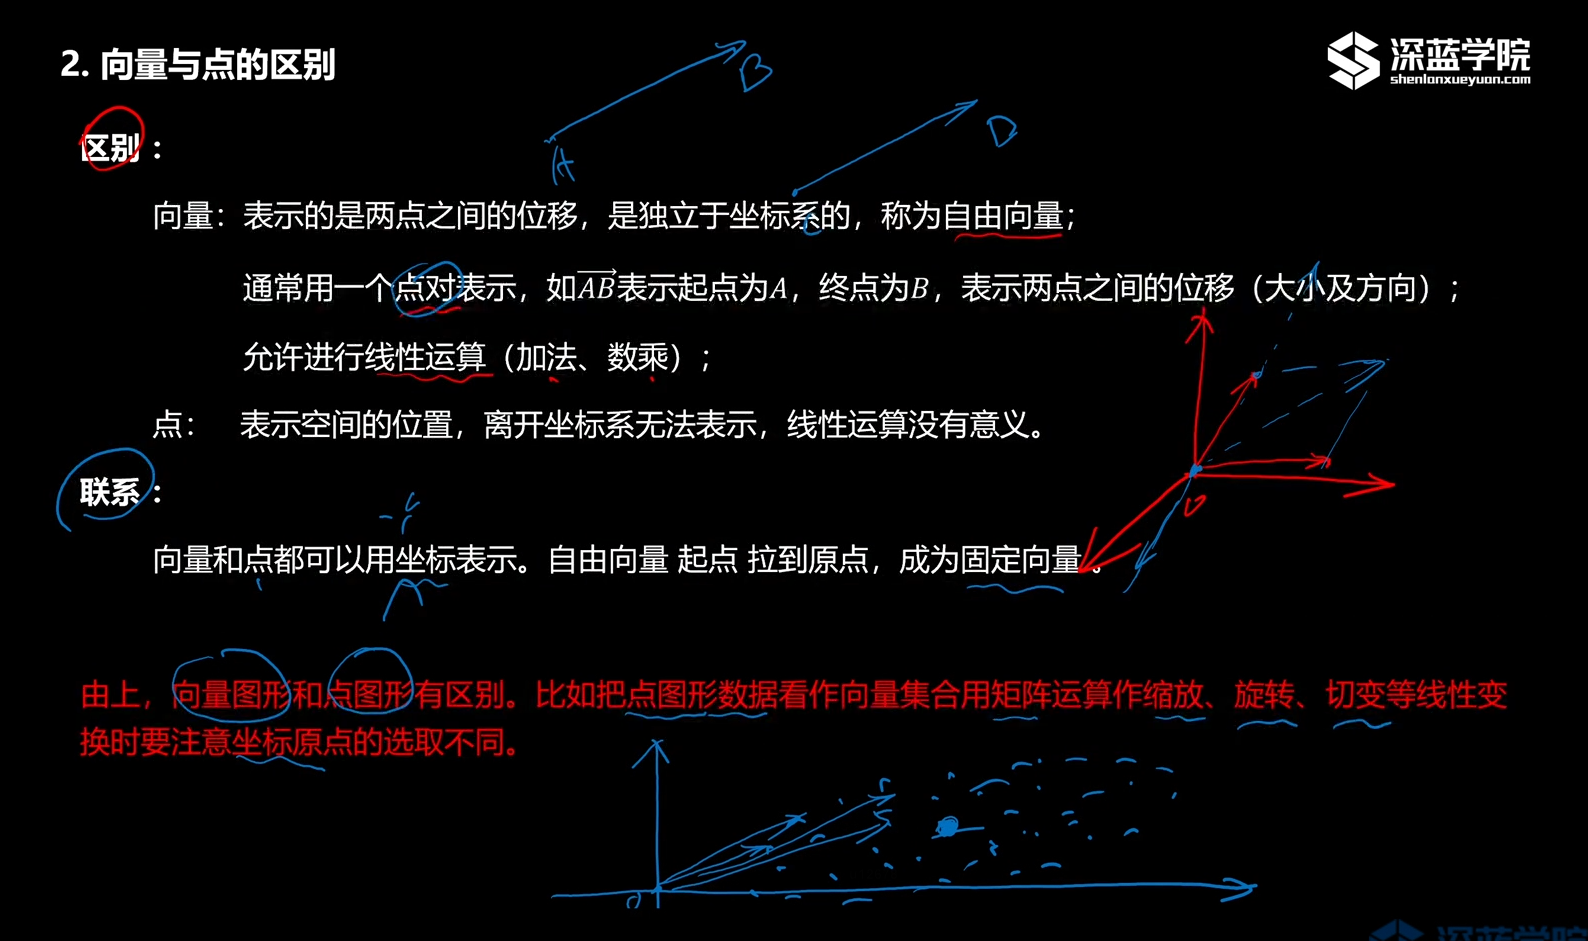 2. 向量与点的区别
深蓝学院
shenlanxueyuan.com
B
A
D
区别：
向量：表示的是两点之间的位移，是独立于坐标系的，称为自由向量；
C
通常用一个点对表示，如$\overrightarrow{AB}$表示起点为A，终点为B，表示两点之间的位移（大小及方向）；
允许进行线性运算（加法、数乘）；
点： 表示空间的位置，离开坐标系无法表示，线性运算没有意义。
联系：
向量和点都可以用坐标表示。自由向量 起点 拉到原点，成为固定向量。
由上，向量图形和点图形有区别。比如把点图形数据看作向量集合用矩阵运算作缩放、旋转、切变等线性变
换时要注意坐标原点的选取不同。
深蓝学院